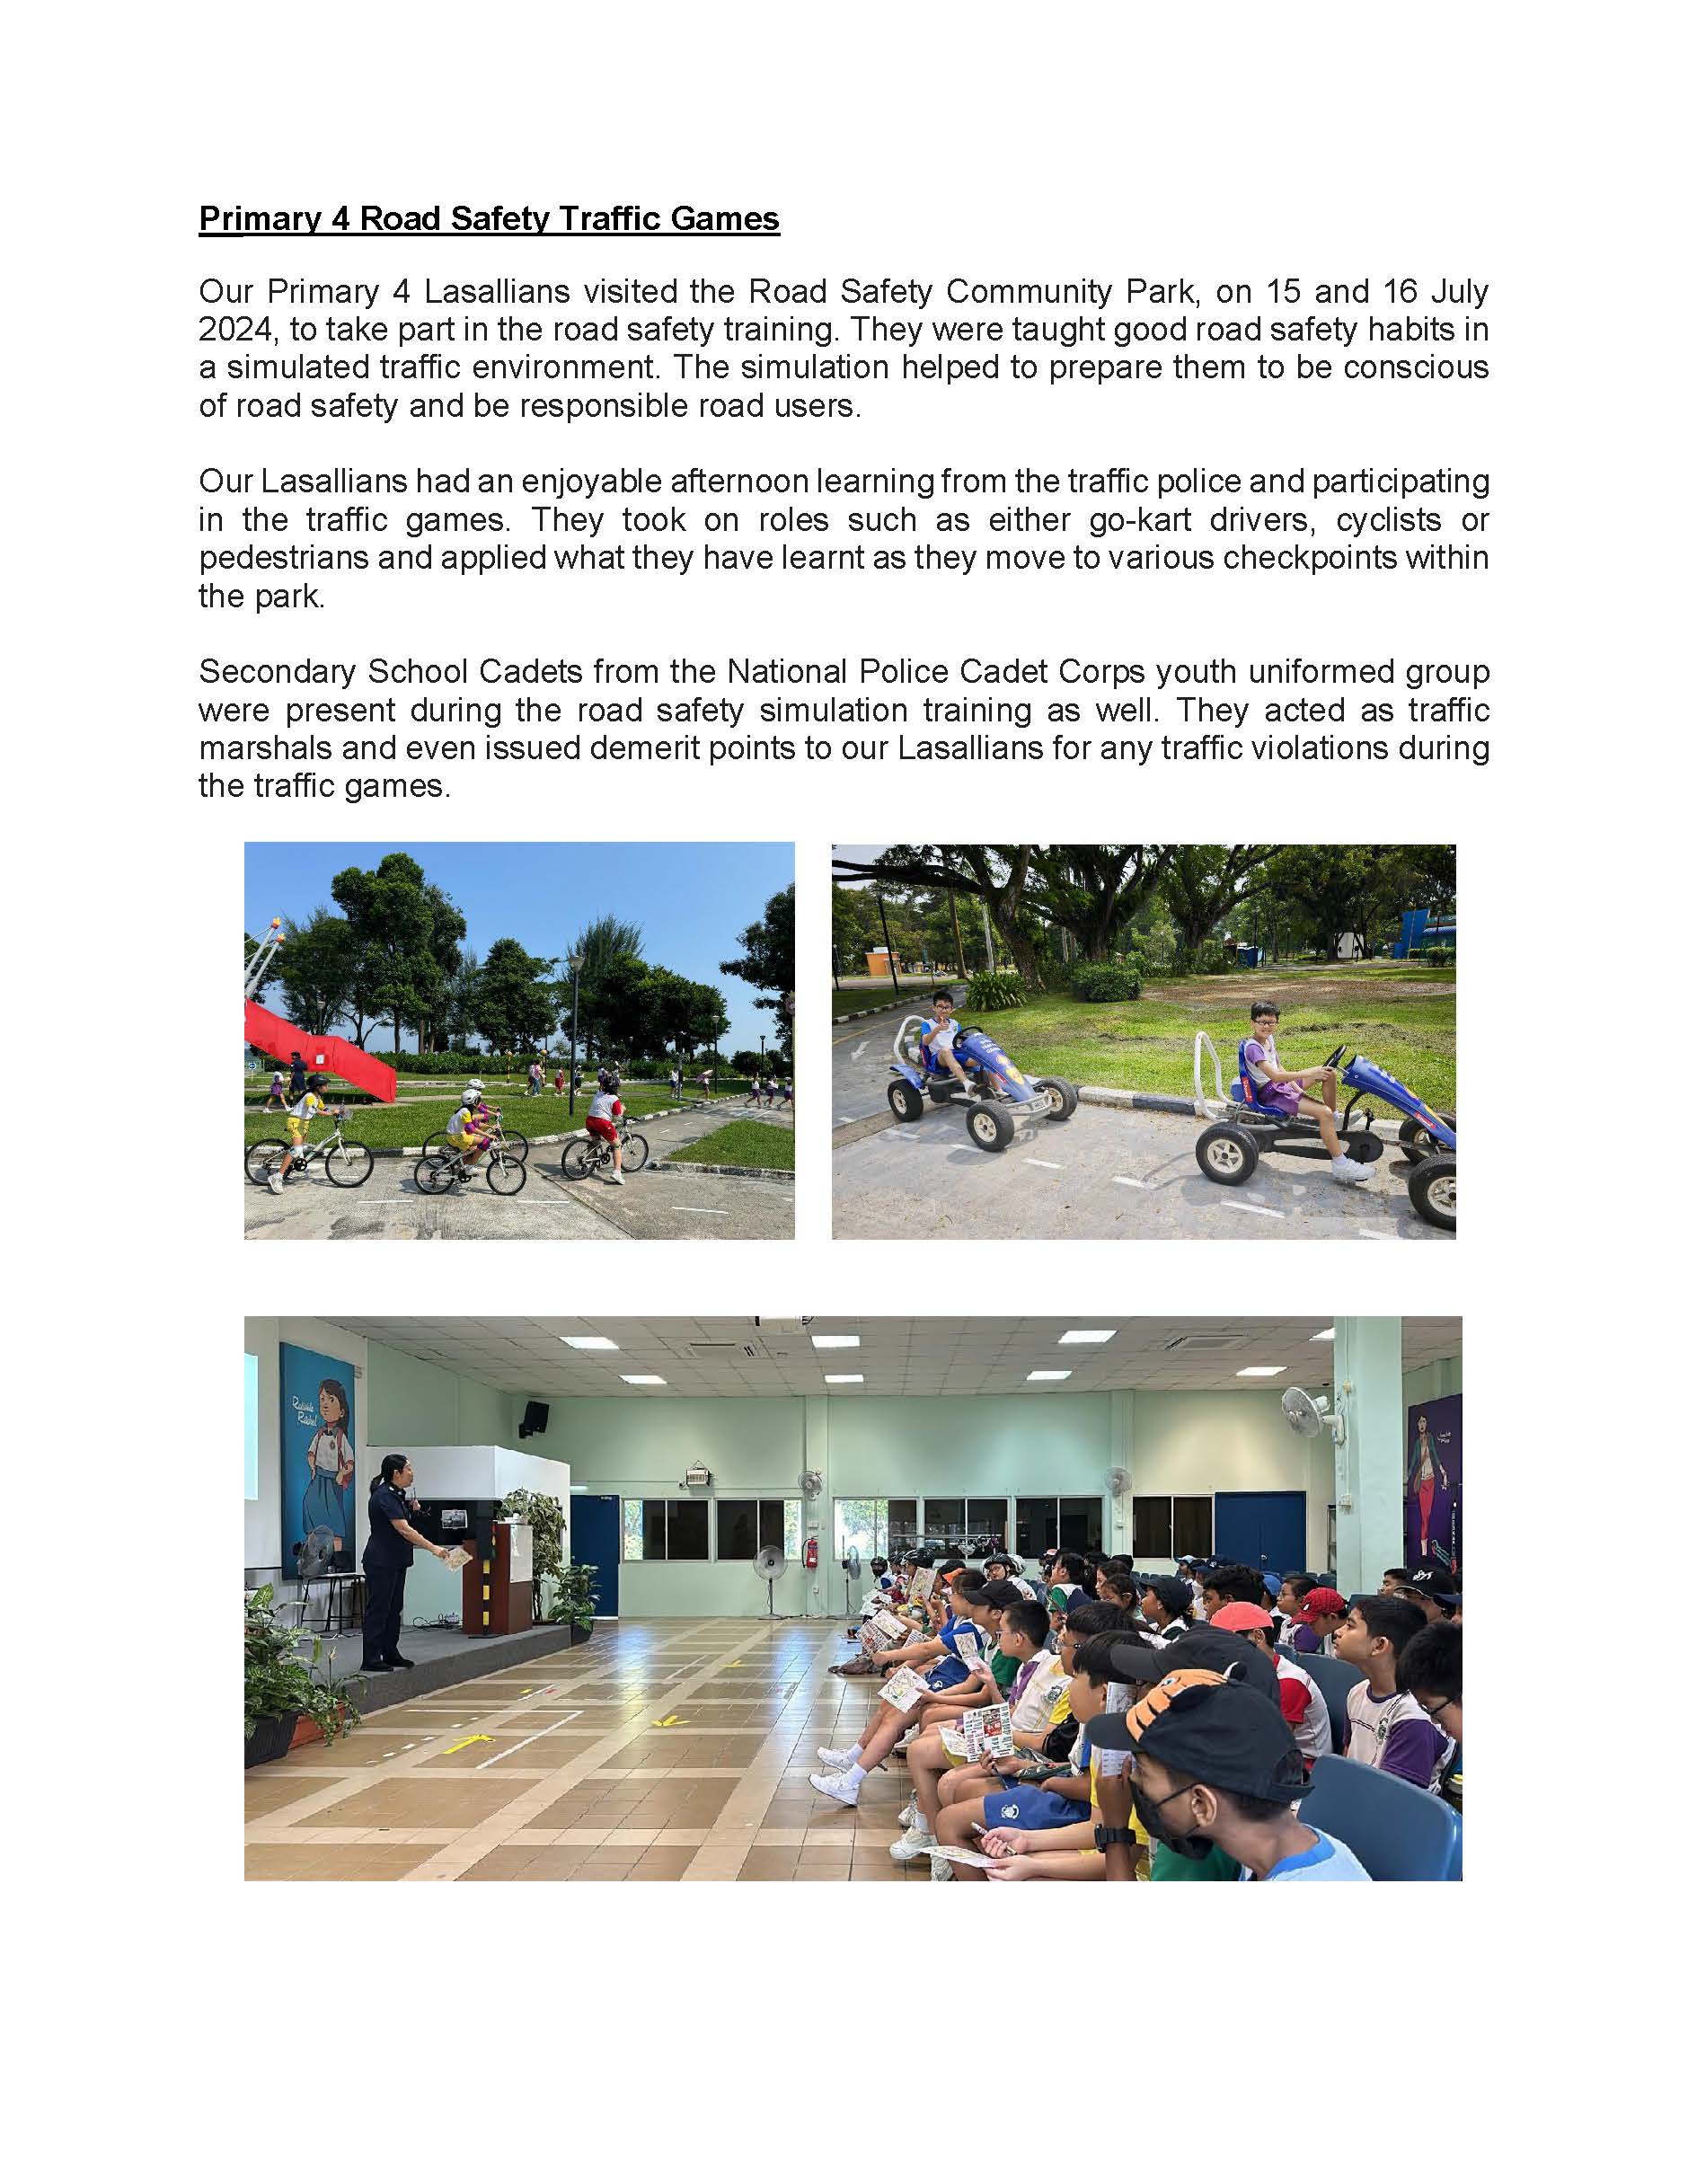 Primary 4 Road Safety Traffic Games
Our Primary 4 Lasallians visited the Road Safety Community Park, on 15 and 16 July
2024, to take part in the road safety training. They were taught good road safety habits in
a simulated traffic environment. The simulation helped to prepare them to be conscious
of road safety and be responsible road users.
Our Lasallians had an enjoyable afternoon learning from the traffic police and participating
in the traffic games. They took on roles such as either go-kart drivers, cyclists or
pedestrians and applied what they have learnt as they move to various checkpoints within
the park.
Secondary School Cadets from the National Police Cadet Corps youth uniformed group
were present during the road safety simulation training as well. They acted as traffic
marshals and even issued demerit points to our Lasallians for any traffic violations during
the traffic games.